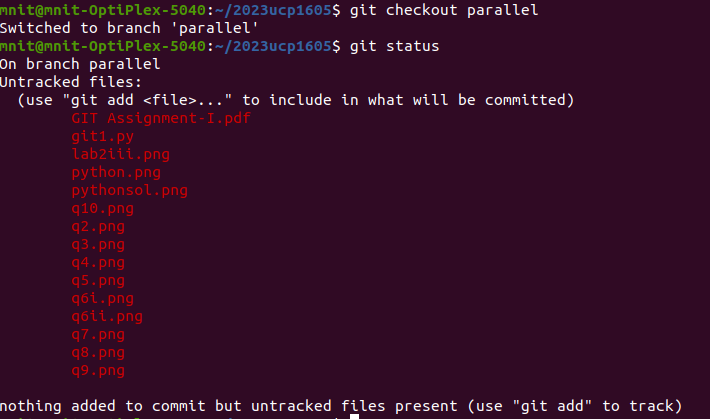 mnit@mnit-OptiPlex-5040:~/2023ucp1605$ git checkout parallel
Switched to branch 'parallel'
mnit@mnit-OptiPlex-5040:~/2023ucp1605$ git status
On branch parallel
Untracked files:
  (use "git add <file>..." to include in what will be committed)
        GIT Assignment-I.pdf
        git1.py
        lab2iii.png
        python.png
        pythonsol.png
        q10.png
        q2.png
        q3.png
        q4.png
        q5.png
        q6i.png
        q6ii.png
        q7.png
        q8.png
        q9.png
nothing added to commit but untracked files present (use "git add" to track)